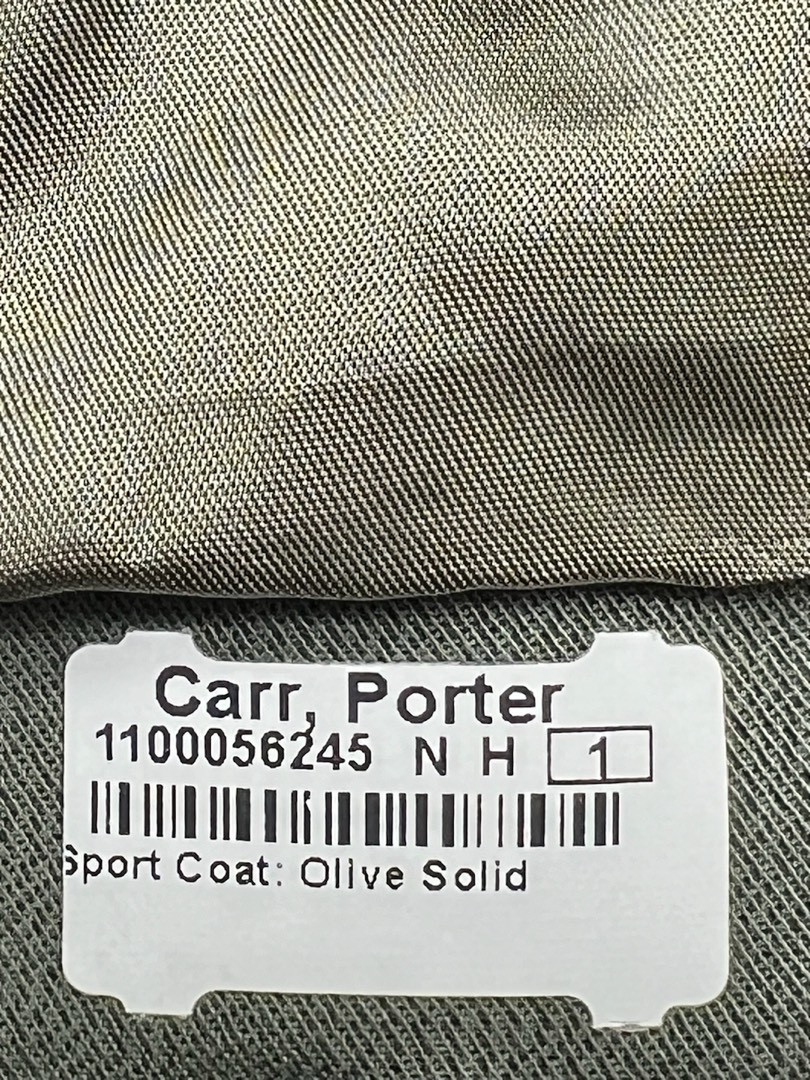 Carr, Porter
1100056245 N H 1
Sport Coat: Olive Solid